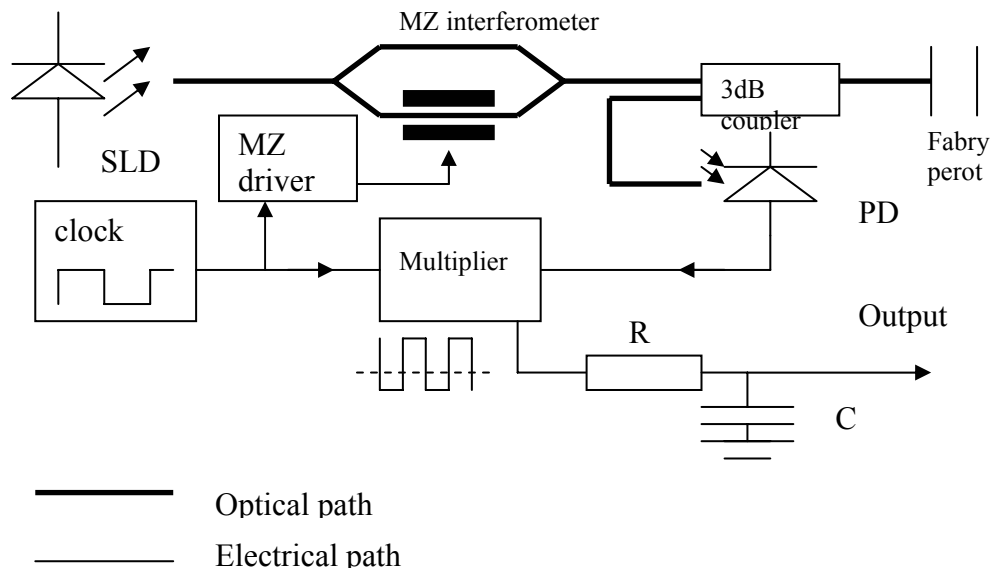 MZ interferometer
3dB
coupler
Fabry
perot
SLD
MZ
driver
PD
clock
Multiplier
Output
R
C
Optical path
Electrical path